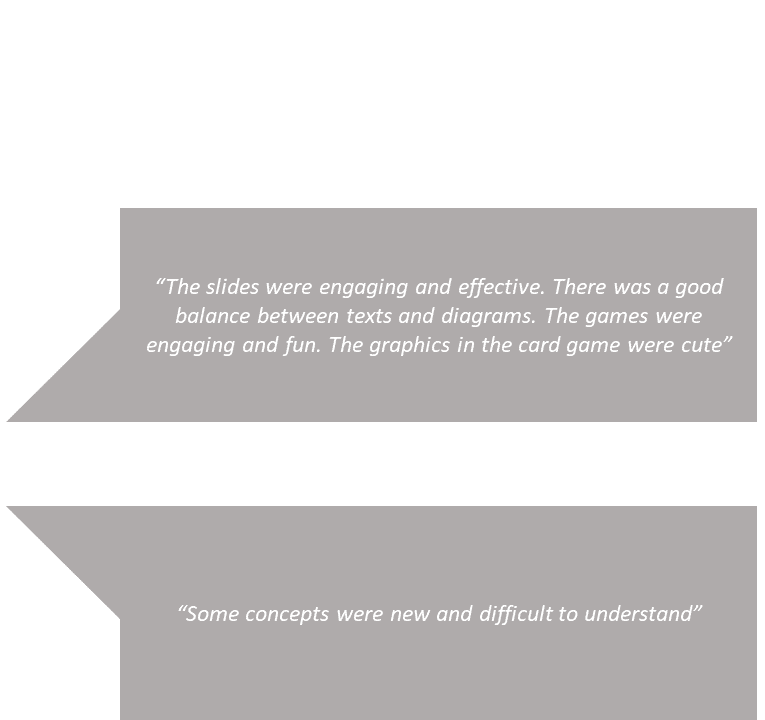 “The slides were engaging and effective. There was a good
balance between texts and diagrams. The games were
engaging and fun. The graphics in the card game were cute”
“Some concepts were new and difficult to understand”